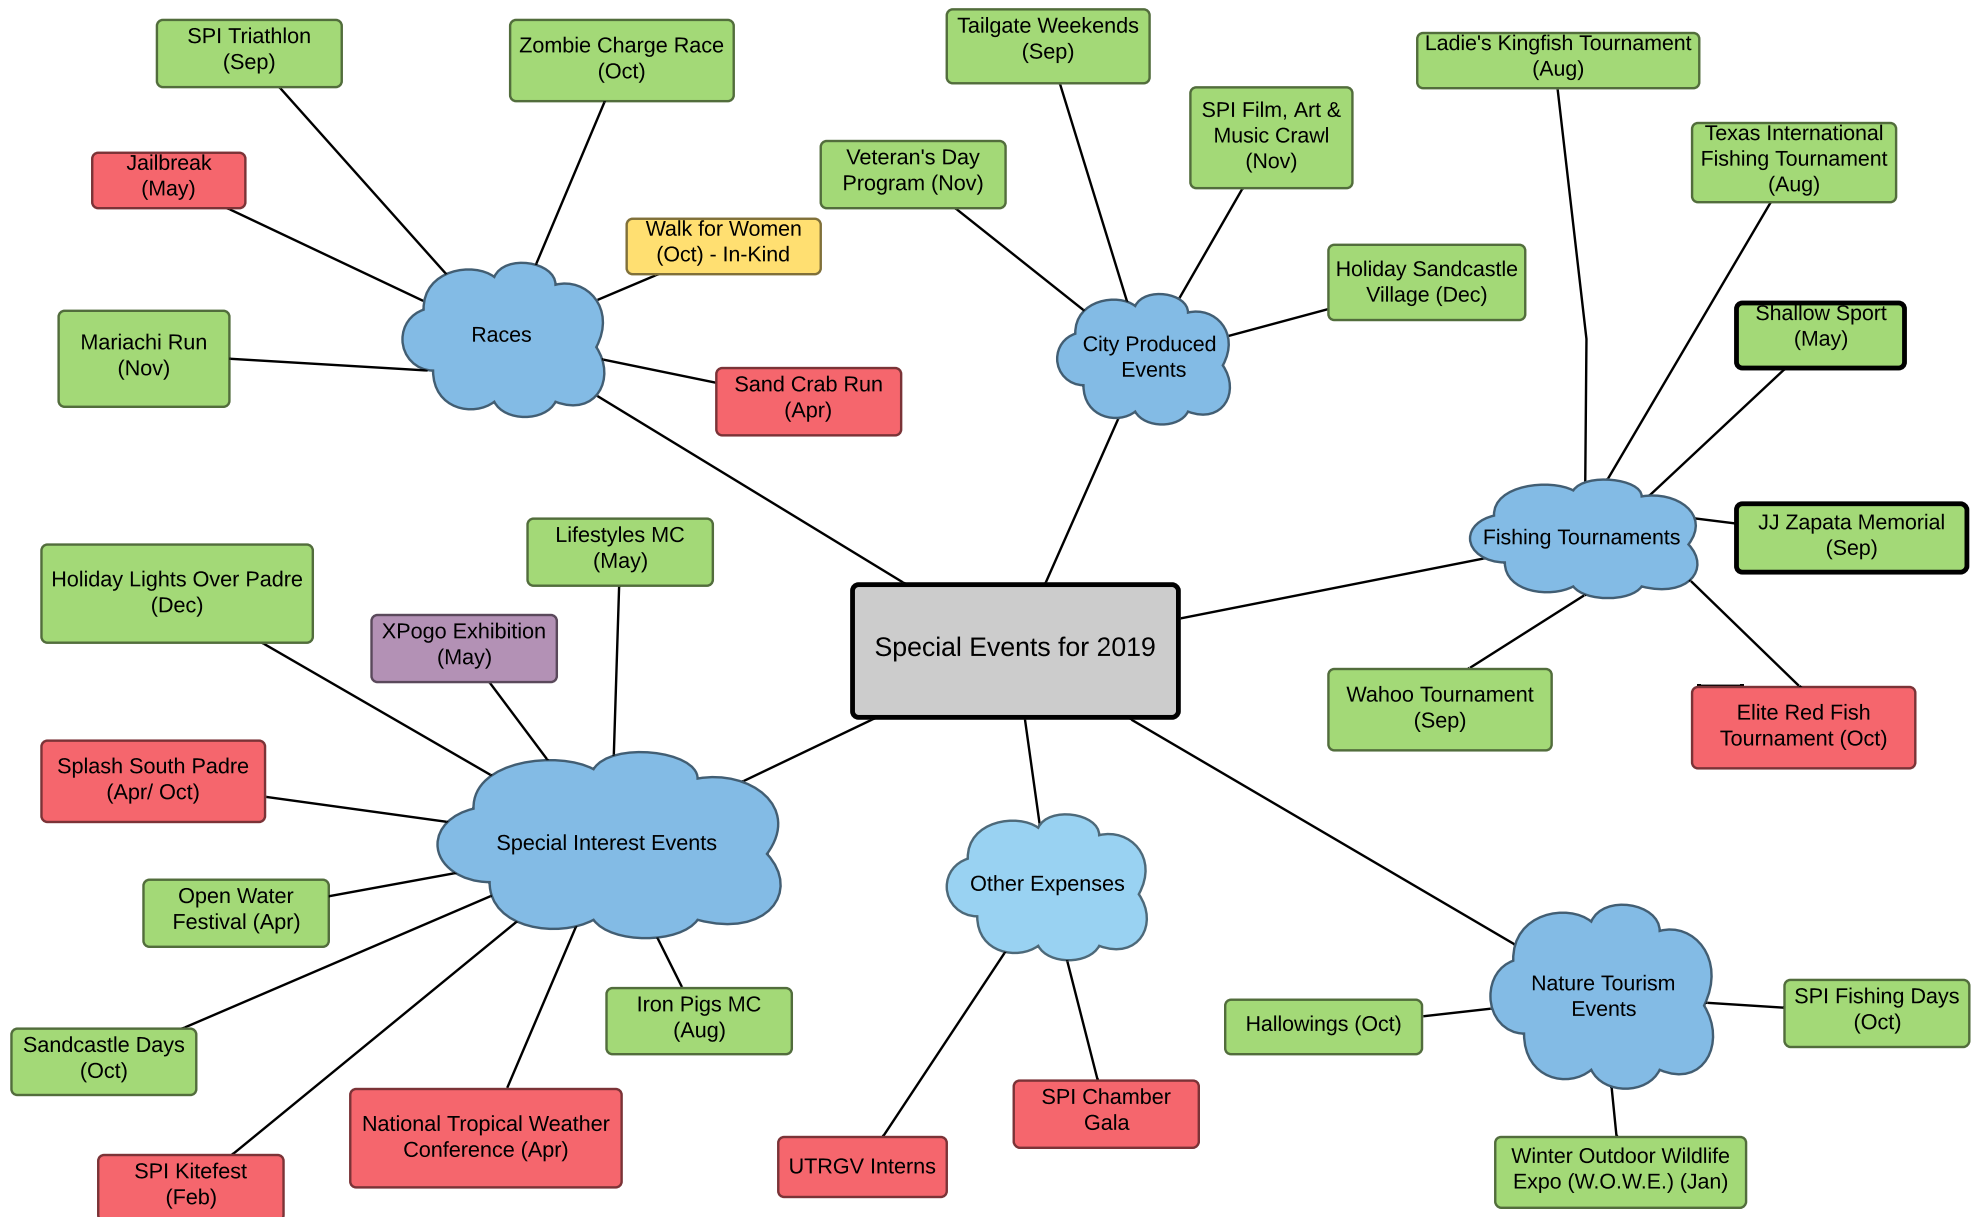 SPI Triathlon
(Sep)
Zombie Charge Race
(Oct)
Jailbreak
(May)
Walk for Women
(Oct) - In-Kind
Mariachi Run
(Nov)
Races
Sand Crab Run
(Apr)
Tailgate Weekends
(Sep)
SPI Film, Art &
Music Crawl
(Nov)
Veteran's Day
Program (Nov)
Holiday Sandcastle
Village (Dec)
City Produced
Events
Ladie's Kingfish Tournament
(Aug)
Texas International
Fishing Tournament
(Aug)
Shallow Sport
(May)
JJ Zapata Memorial
(Sep)
Fishing Tournaments
Wahoo Tournament
(Sep)
Elite Red Fish
Tournament (Oct)
Special Events for 2019
Lifestyles MC
(May)
Holiday Lights Over Padre
(Dec)
XPogo Exhibition
(May)
Splash South Padre
(Apr/ Oct)
Special Interest Events
Open Water
Festival (Apr)
Sandcastle Days
(Oct)
Iron Pigs MC
(Aug)
National Tropical Weather
Conference (Apr)
SPI Kitefest
(Feb)
Other Expenses
UTRGV Interns
SPI Chamber
Gala
Nature Tourism
Events
Hallowings (Oct)
SPI Fishing Days
(Oct)
Winter Outdoor Wildlife
Expo (W.O.W.E.) (Jan)